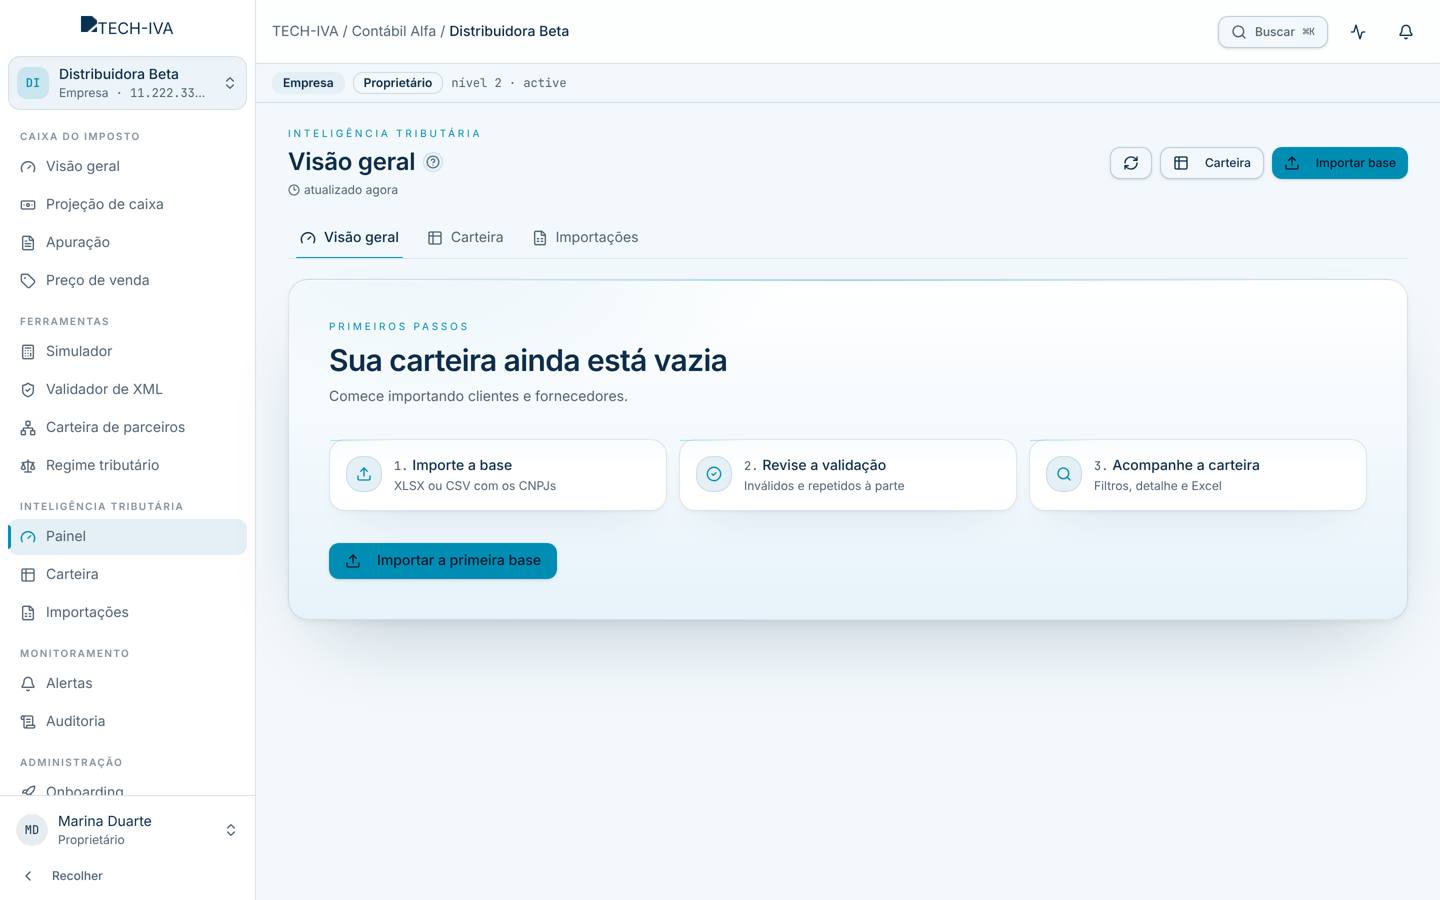 TECH-IVA
DI
Distribuidora Beta
Empresa · 11.222.33...
CAIXA DO IMPOSTO
Visão geral
Projeção de caixa
Apuração
Preço de venda
FERRAMENTAS
Simulador
Validador de XML
Carteira de parceiros
Regime tributário
INTELIGÊNCIA TRIBUTÁRIA
Painel
Carteira
Importações
MONITORAMENTO
Alertas
Auditoria
ADMINISTRAÇÃO
Onboarding
MD
Marina Duarte
Proprietário
Recolher
TECH-IVA / Contábil Alfa / Distribuidora Beta
Buscar ⌘K
Empresa Proprietário nível 2 · active
INTELIGÊNCIA TRIBUTÁRIA
Visão geral
atualizado agora
Carteira
Importar base
Visão geral Carteira Importações
PRIMEIROS PASSOS
Sua carteira ainda está vazia
Comece importando clientes e fornecedores.
1. Importe a base
XLSX ou CSV com os CNPJs
2. Revise a validação
Inválidos e repetidos à parte
3. Acompanhe a carteira
Filtros, detalhe e Excel
Importar a primeira base